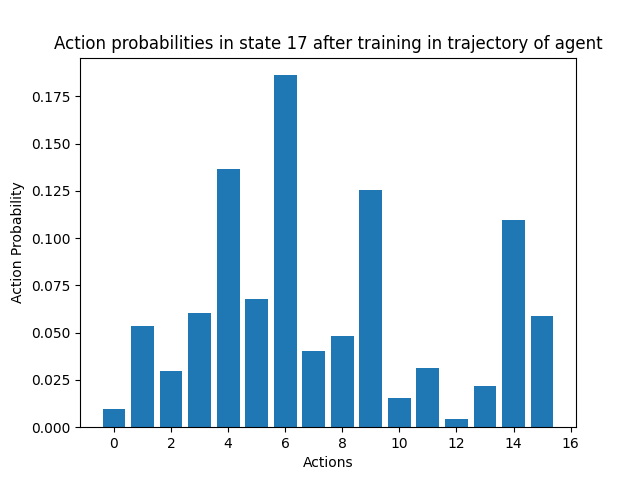 Action probabilities in state 17 after training in trajectory of agent
0.175
0.150
0.125
0.100
0.075
0.050
0.025
0.000
Action Probability
0 2 4 6 8 10 12 14 16
Actions